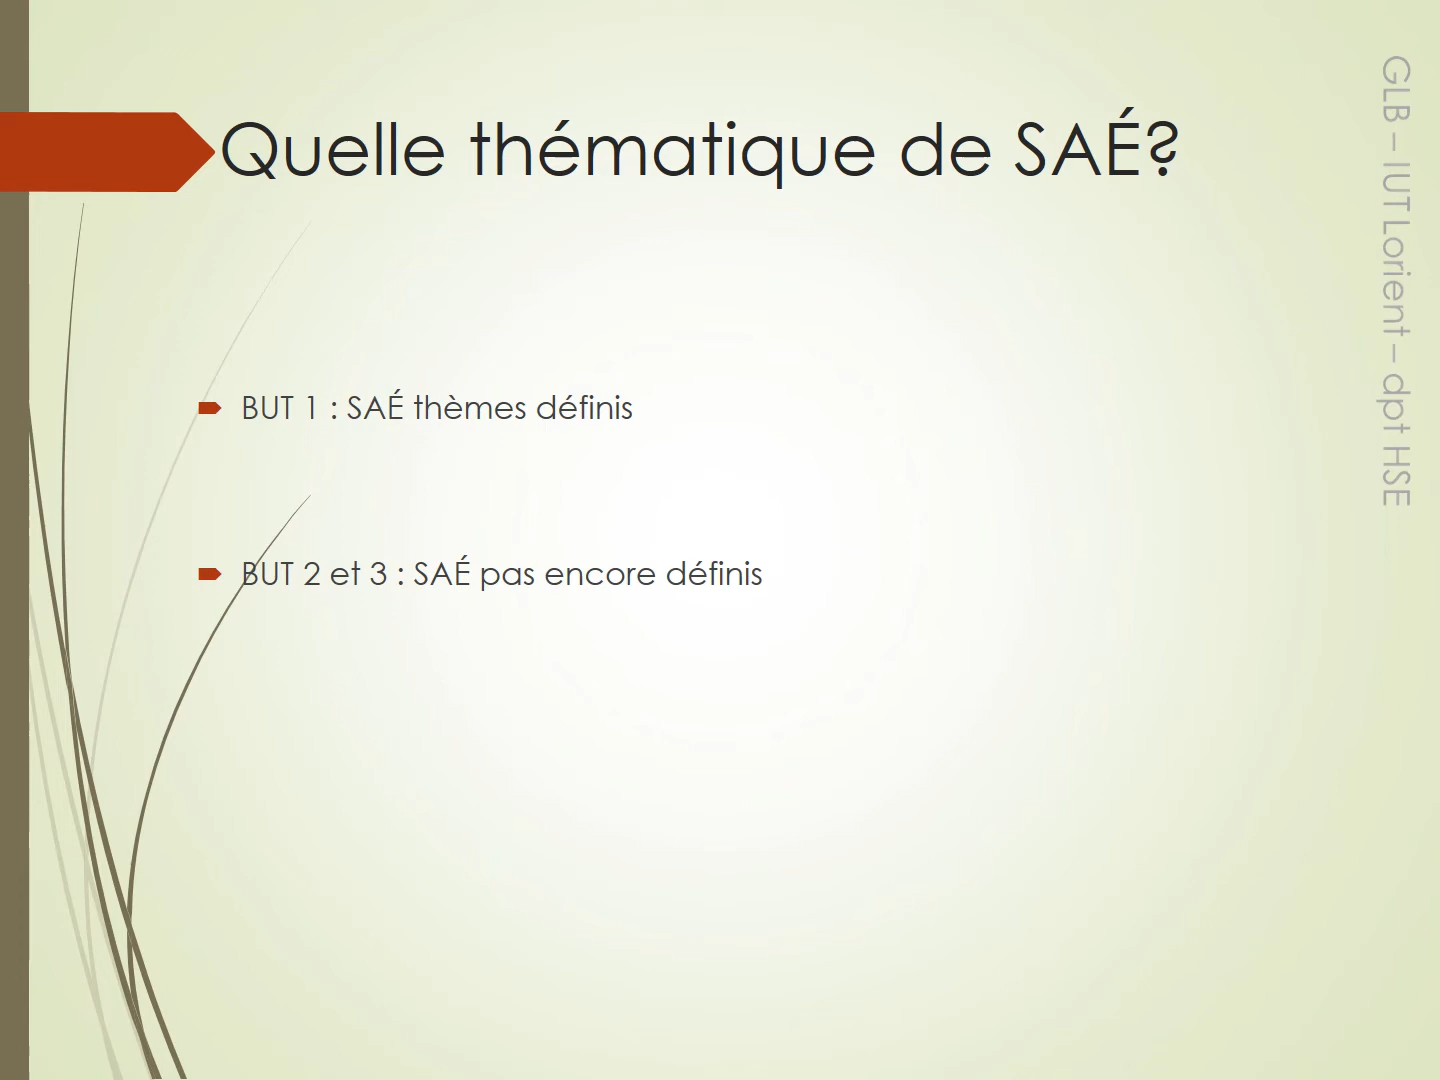 Quelle thématique de SAÉ?
BUT 1 : SAÉ thèmes définis
BUT 2 et 3 : SAÉ pas encore définis
GLB – IUT Lorient – dpt HSE